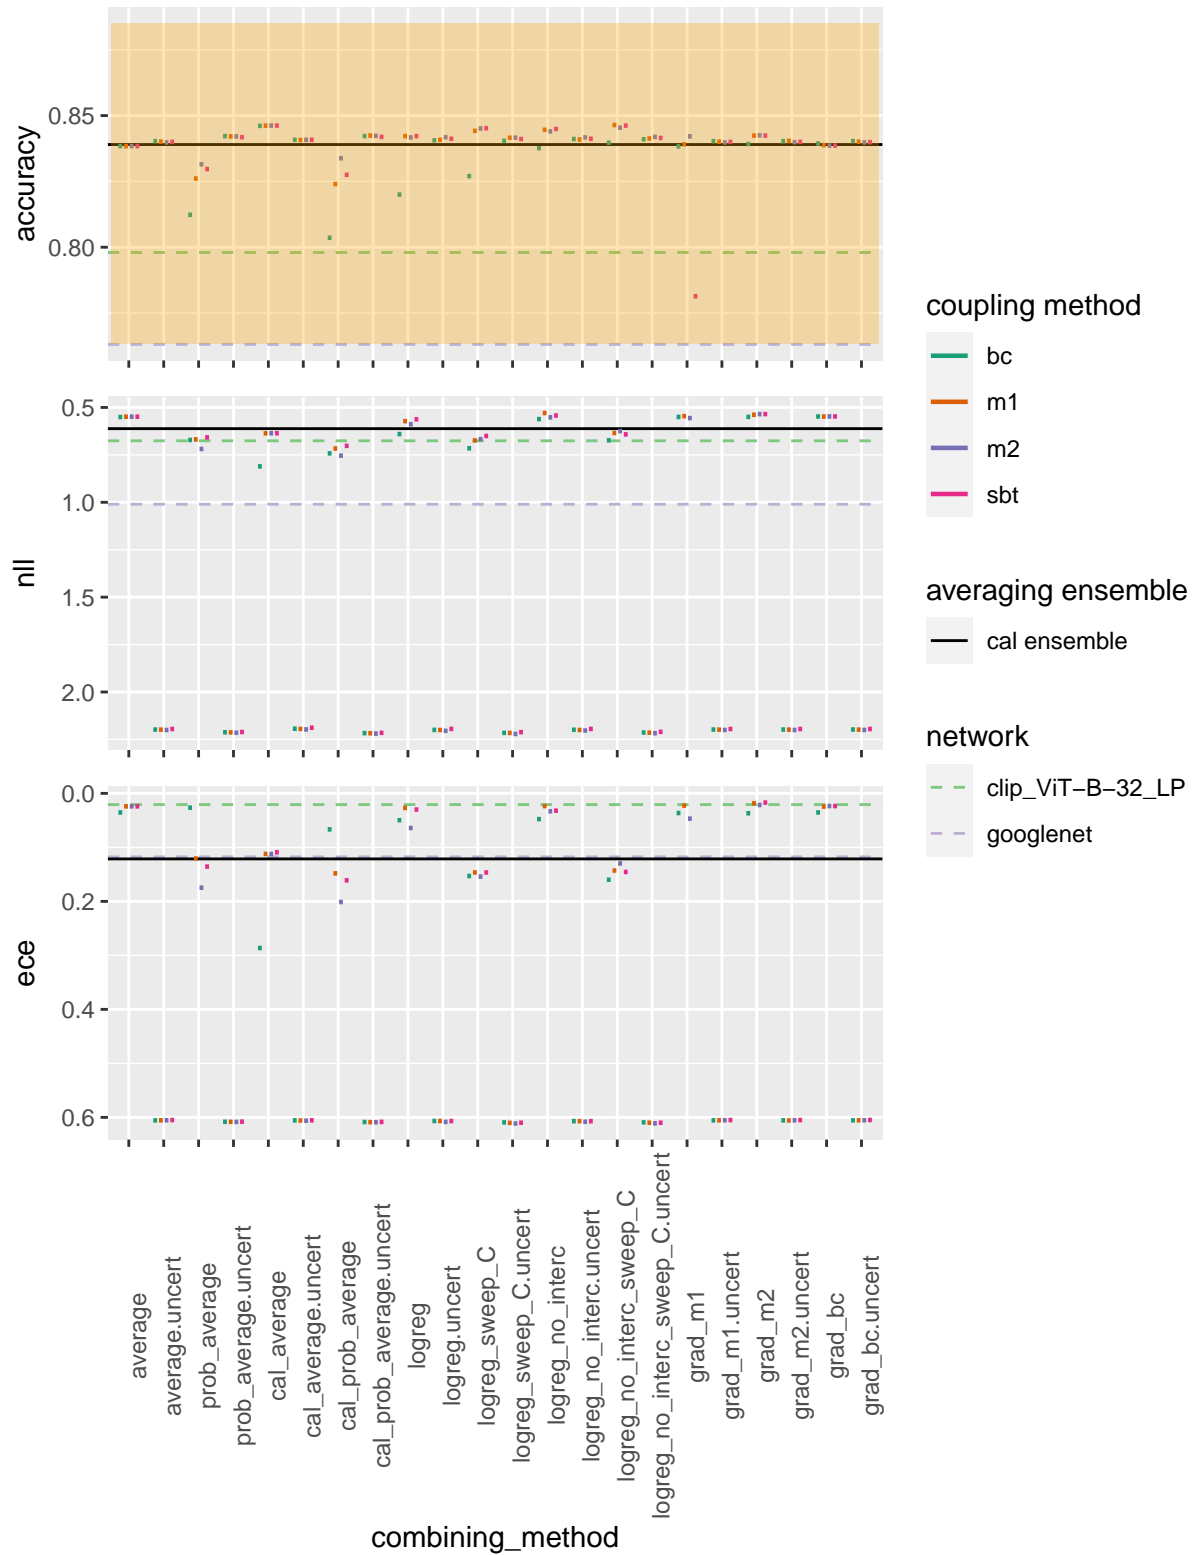 accuracy
0.85
0.80
nll
0.5
1.0
1.5
2.0
ece
0.0
0.2
0.4
0.6
average
average.uncert
prob_average
prob_average.uncert
cal_average
cal_average.uncert
cal_prob_average
cal_prob_average.uncert
logreg
logreg.uncert
logreg_sweep_C
logreg_sweep_C.uncert
logreg_no_interc
logreg_no_interc.uncert
logreg_no_interc_sweep_C
logreg_no_interc_sweep_C.uncert
grad_m1
grad_m1.uncert
grad_m2
grad_m2.uncert
grad_bc
grad_bc.uncert
combining_method
coupling method
bc
m1
m2
sbt
averaging ensemble
cal ensemble
network
clip_ViT−B−32_LP
googlenet